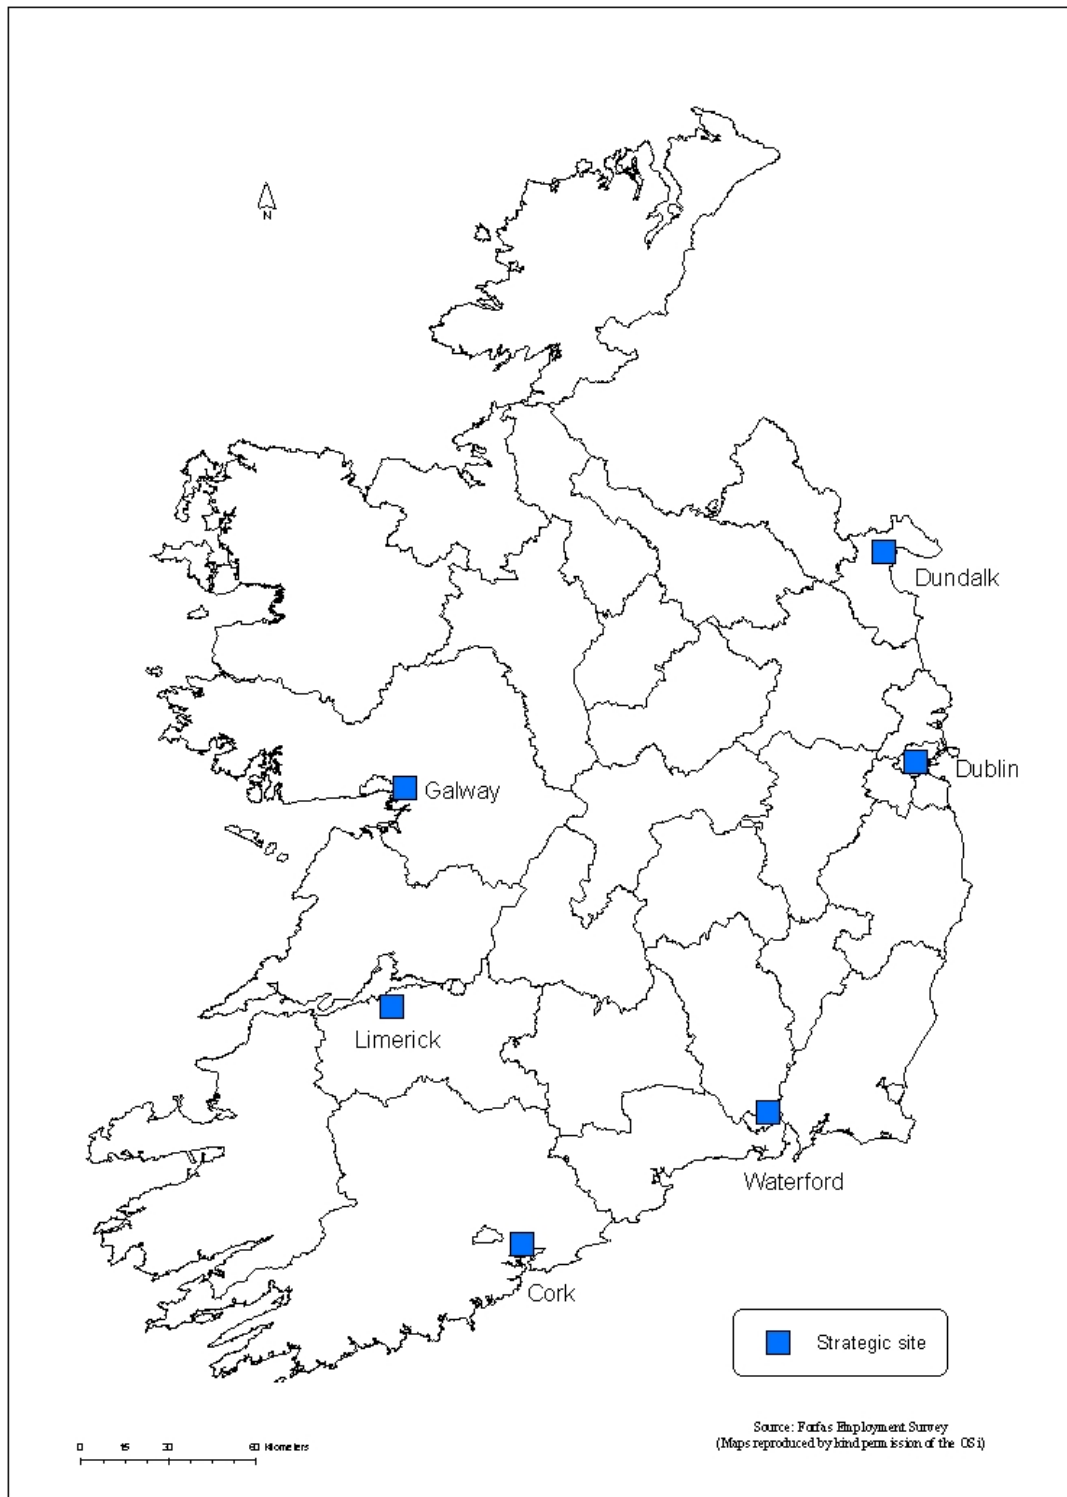 N
Dundalk
Dublin
Galway
Limerick
Waterford
Cork
Strategic site
Source: Forfas Employment Survey
(Maps reproduced by kind permission of the OSi)
0 15 30 60 Kilometers